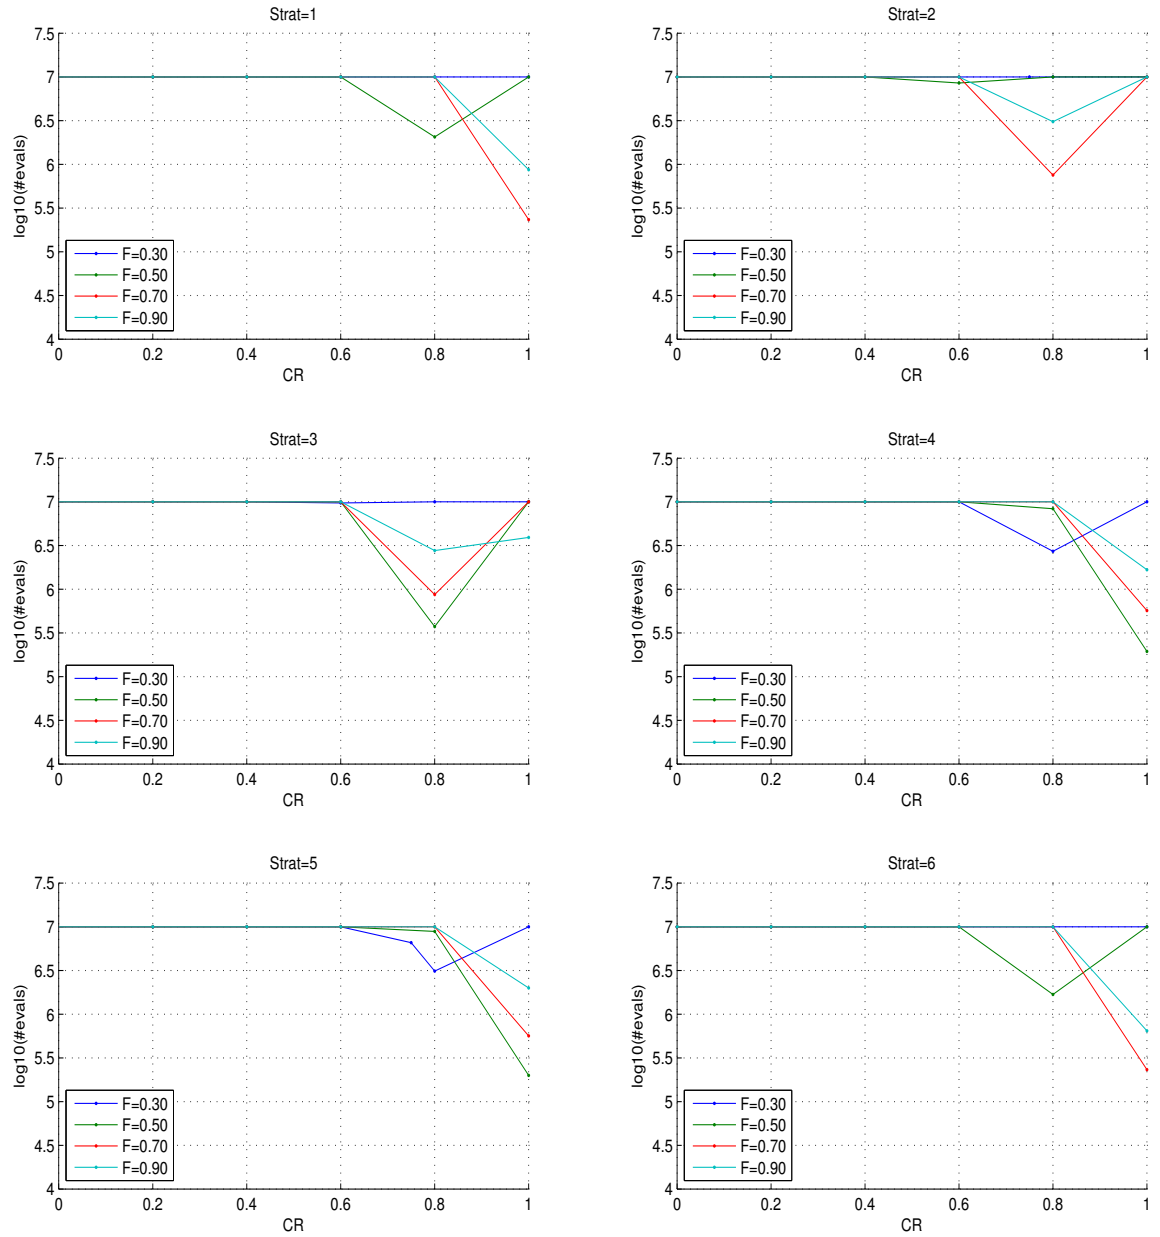 Strat=1
7.5
7
6.5
6
5.5
5
4.5
4
log10(#evals)
F=0.30
F=0.50
F=0.70
F=0.90
0 0.2 0.4 0.6 0.8 1
CR
Strat=2
7.5
7
6.5
6
5.5
5
4.5
4
log10(#evals)
F=0.30
F=0.50
F=0.70
F=0.90
0 0.2 0.4 0.6 0.8 1
CR
Strat=3
7.5
7
6.5
6
5.5
5
4.5
4
log10(#evals)
F=0.30
F=0.50
F=0.70
F=0.90
0 0.2 0.4 0.6 0.8 1
CR
Strat=4
7.5
7
6.5
6
5.5
5
4.5
4
log10(#evals)
F=0.30
F=0.50
F=0.70
F=0.90
0 0.2 0.4 0.6 0.8 1
CR
Strat=5
7.5
7
6.5
6
5.5
5
4.5
4
log10(#evals)
F=0.30
F=0.50
F=0.70
F=0.90
0 0.2 0.4 0.6 0.8 1
CR
Strat=6
7.5
7
6.5
6
5.5
5
4.5
4
log10(#evals)
F=0.30
F=0.50
F=0.70
F=0.90
0 0.2 0.4 0.6 0.8 1
CR